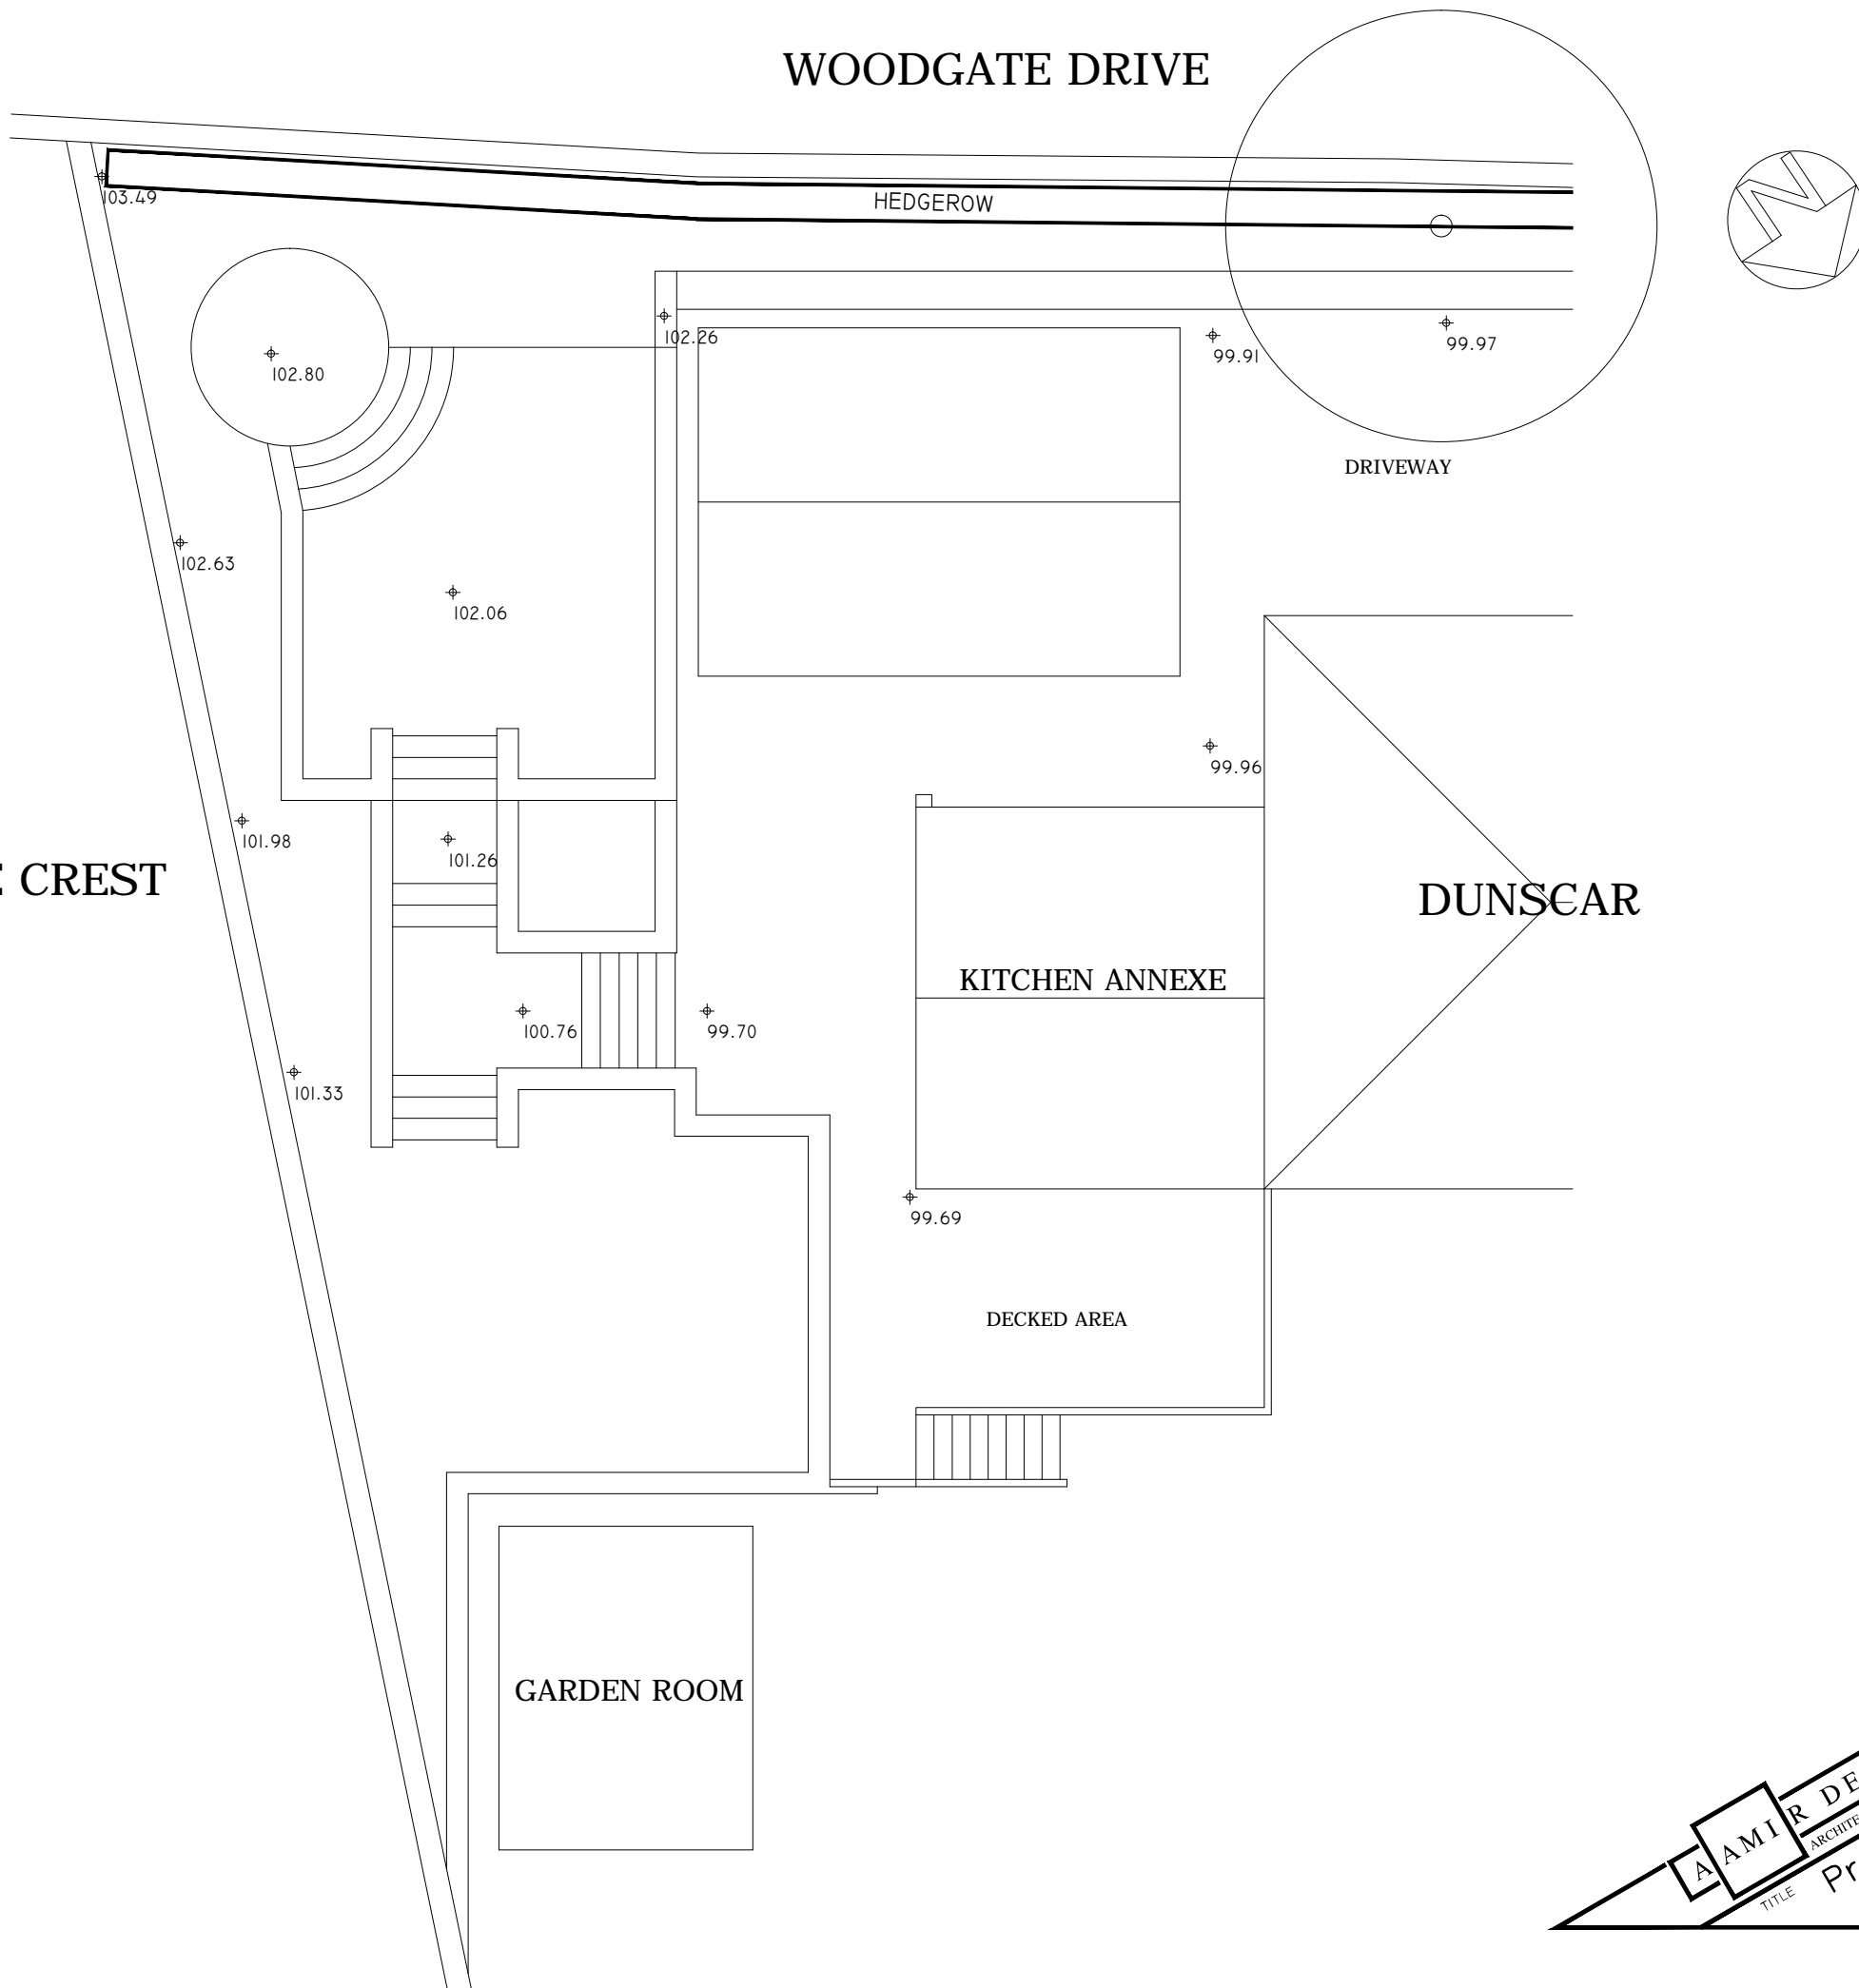 WOODGATE DRIVE
HEDGEROW
103.49
102.26
99.91
99.97
102.80
DRIVEWAY
102.63
102.06
99.96
101.98
101.26
CREST
DUNSCAR
KITCHEN ANNEXE
100.76
99.70
101.33
99.69
DECKED AREA
GARDEN ROOM
AAMIR DE
ARCHITE
TITLE Pr